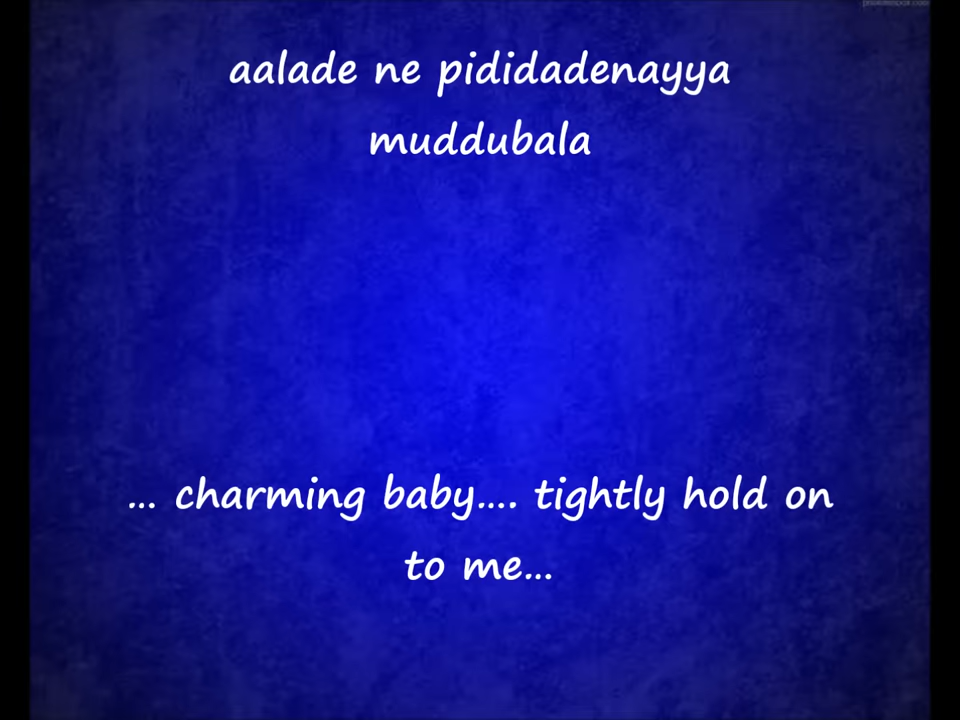 aalade ne pididadenayya
muddubala
... charming baby.... tightly hold on
to me...